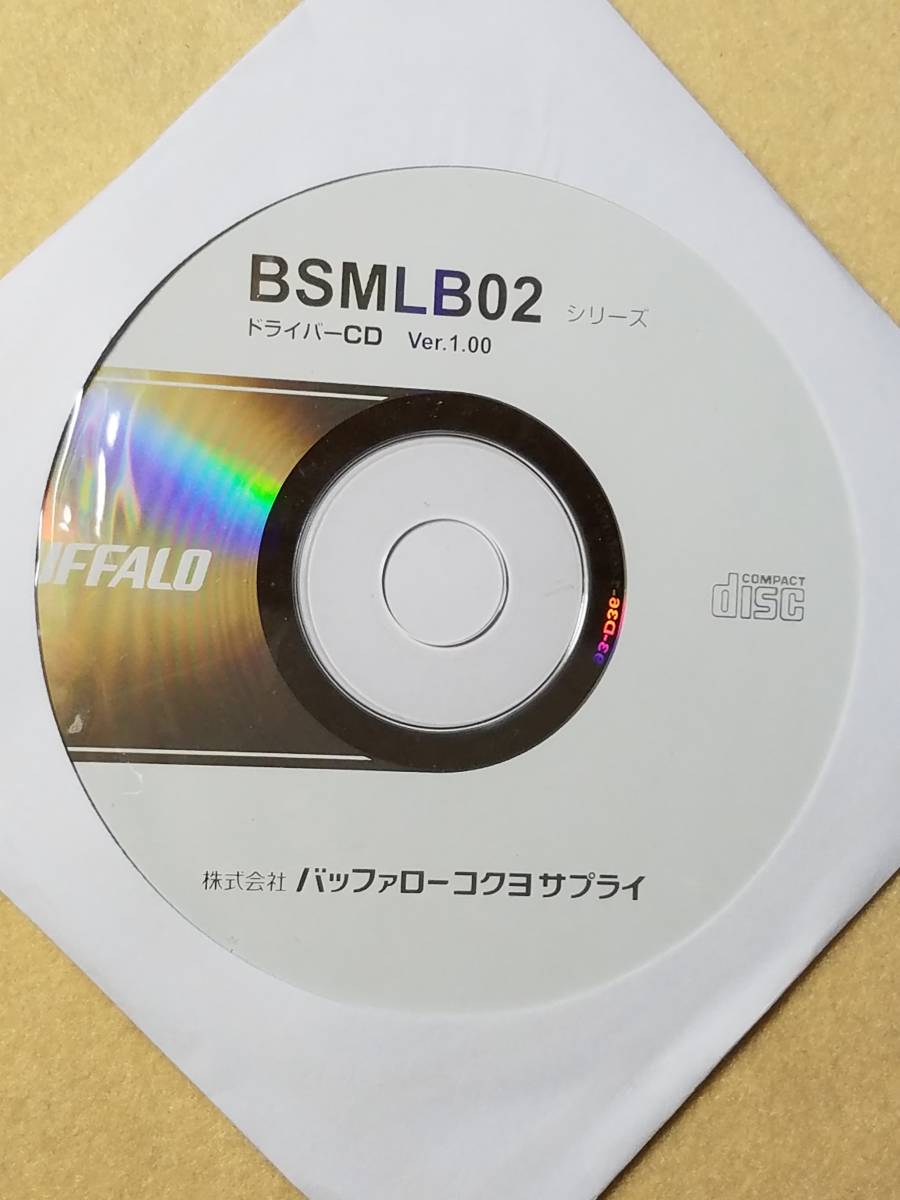 BSMLB02 シリーズ
ドライバーCD Ver.1.00
UFFALO
COMPACT
disc
株式会社 バッファローコクヨサプライ